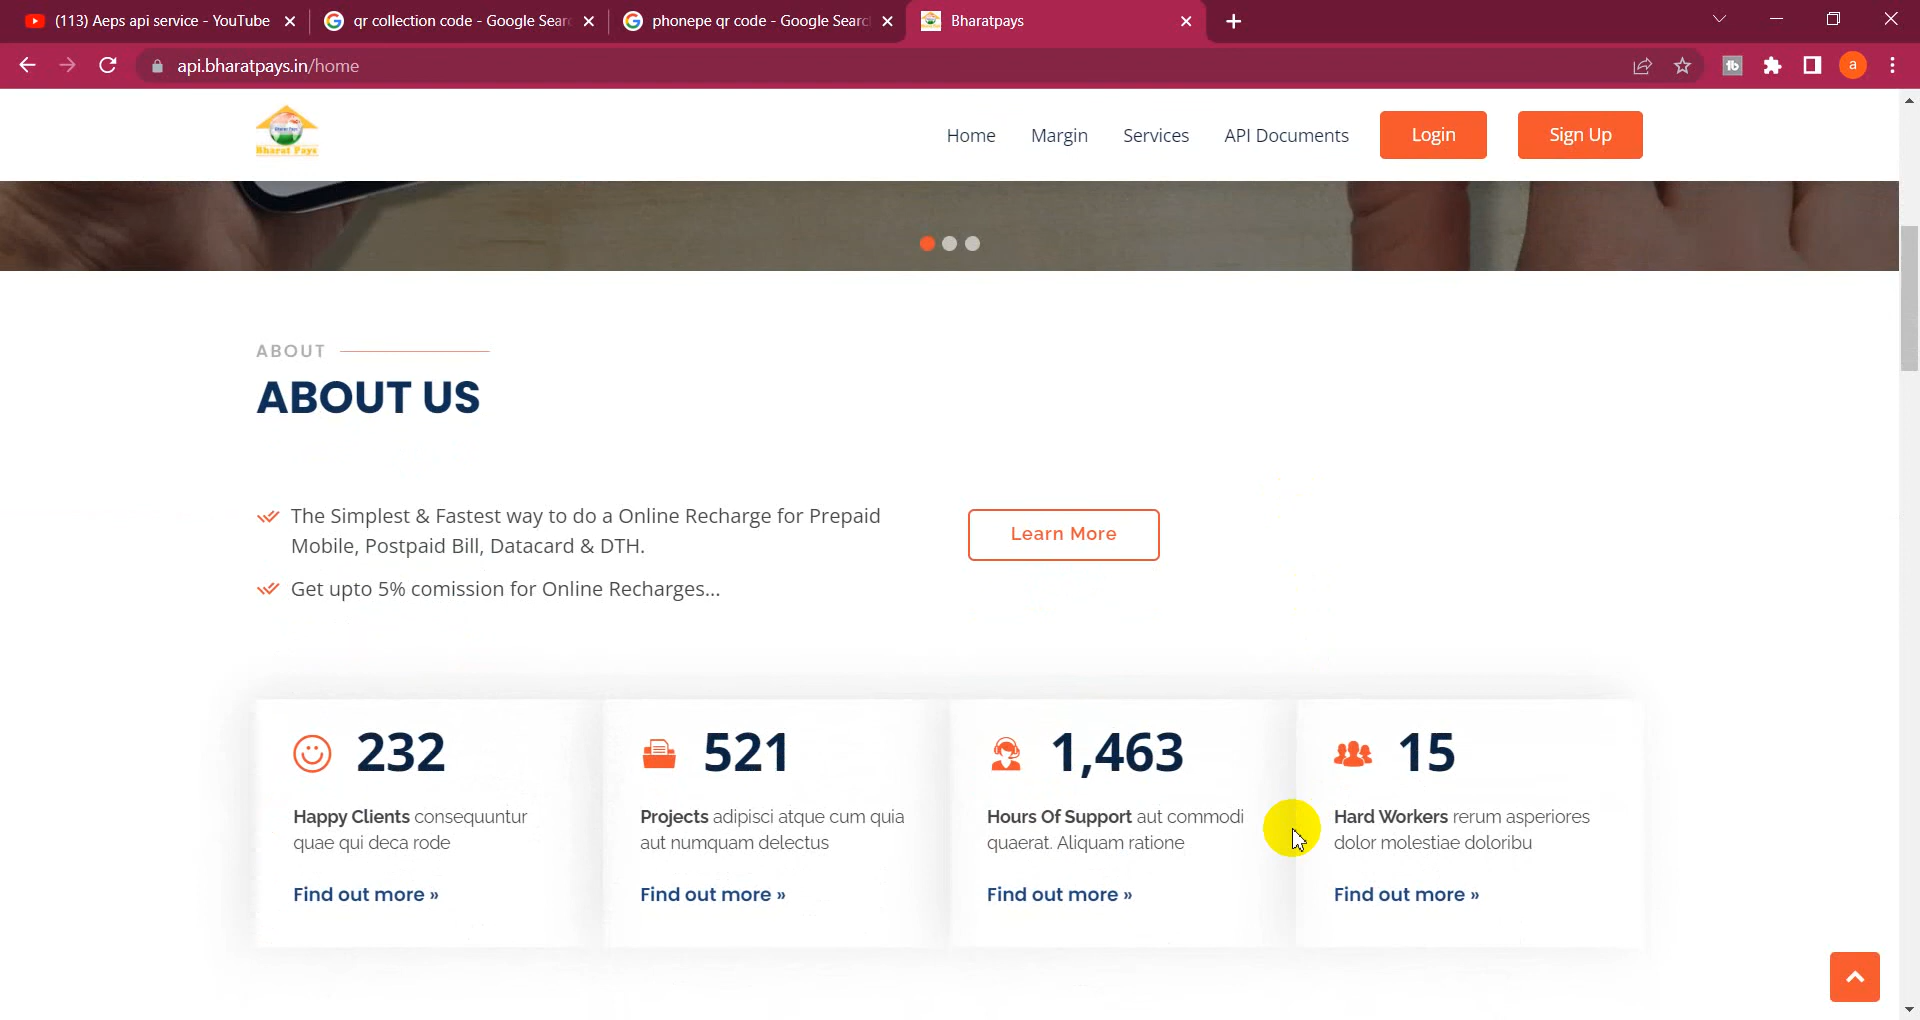 (113) Aeps api service - YouTube
qr collection code - Google Sear
phonepe qr code - Google Searc
Bharatpays
api.bharatpays.in/home
a
Bharat Pays
Home
Margin
Services
API Documents
Login
Sign Up
ABOUT
ABOUT US
The Simplest & Fastest way to do a Online Recharge for Prepaid
Mobile, Postpaid Bill, Datacard & DTH.
Get upto 5% comission for Online Recharges...
Learn More
232
Happy Clients consequuntur
quae qui deca rode
Find out more »
521
Projects adipisci atque cum quia
aut numquam delectus
Find out more »
1,463
Hours Of Support aut commodi
quaerat. Aliquam ratione
Find out more »
15
Hard Workers rerum asperiores
dolor molestiae doloribu
Find out more »